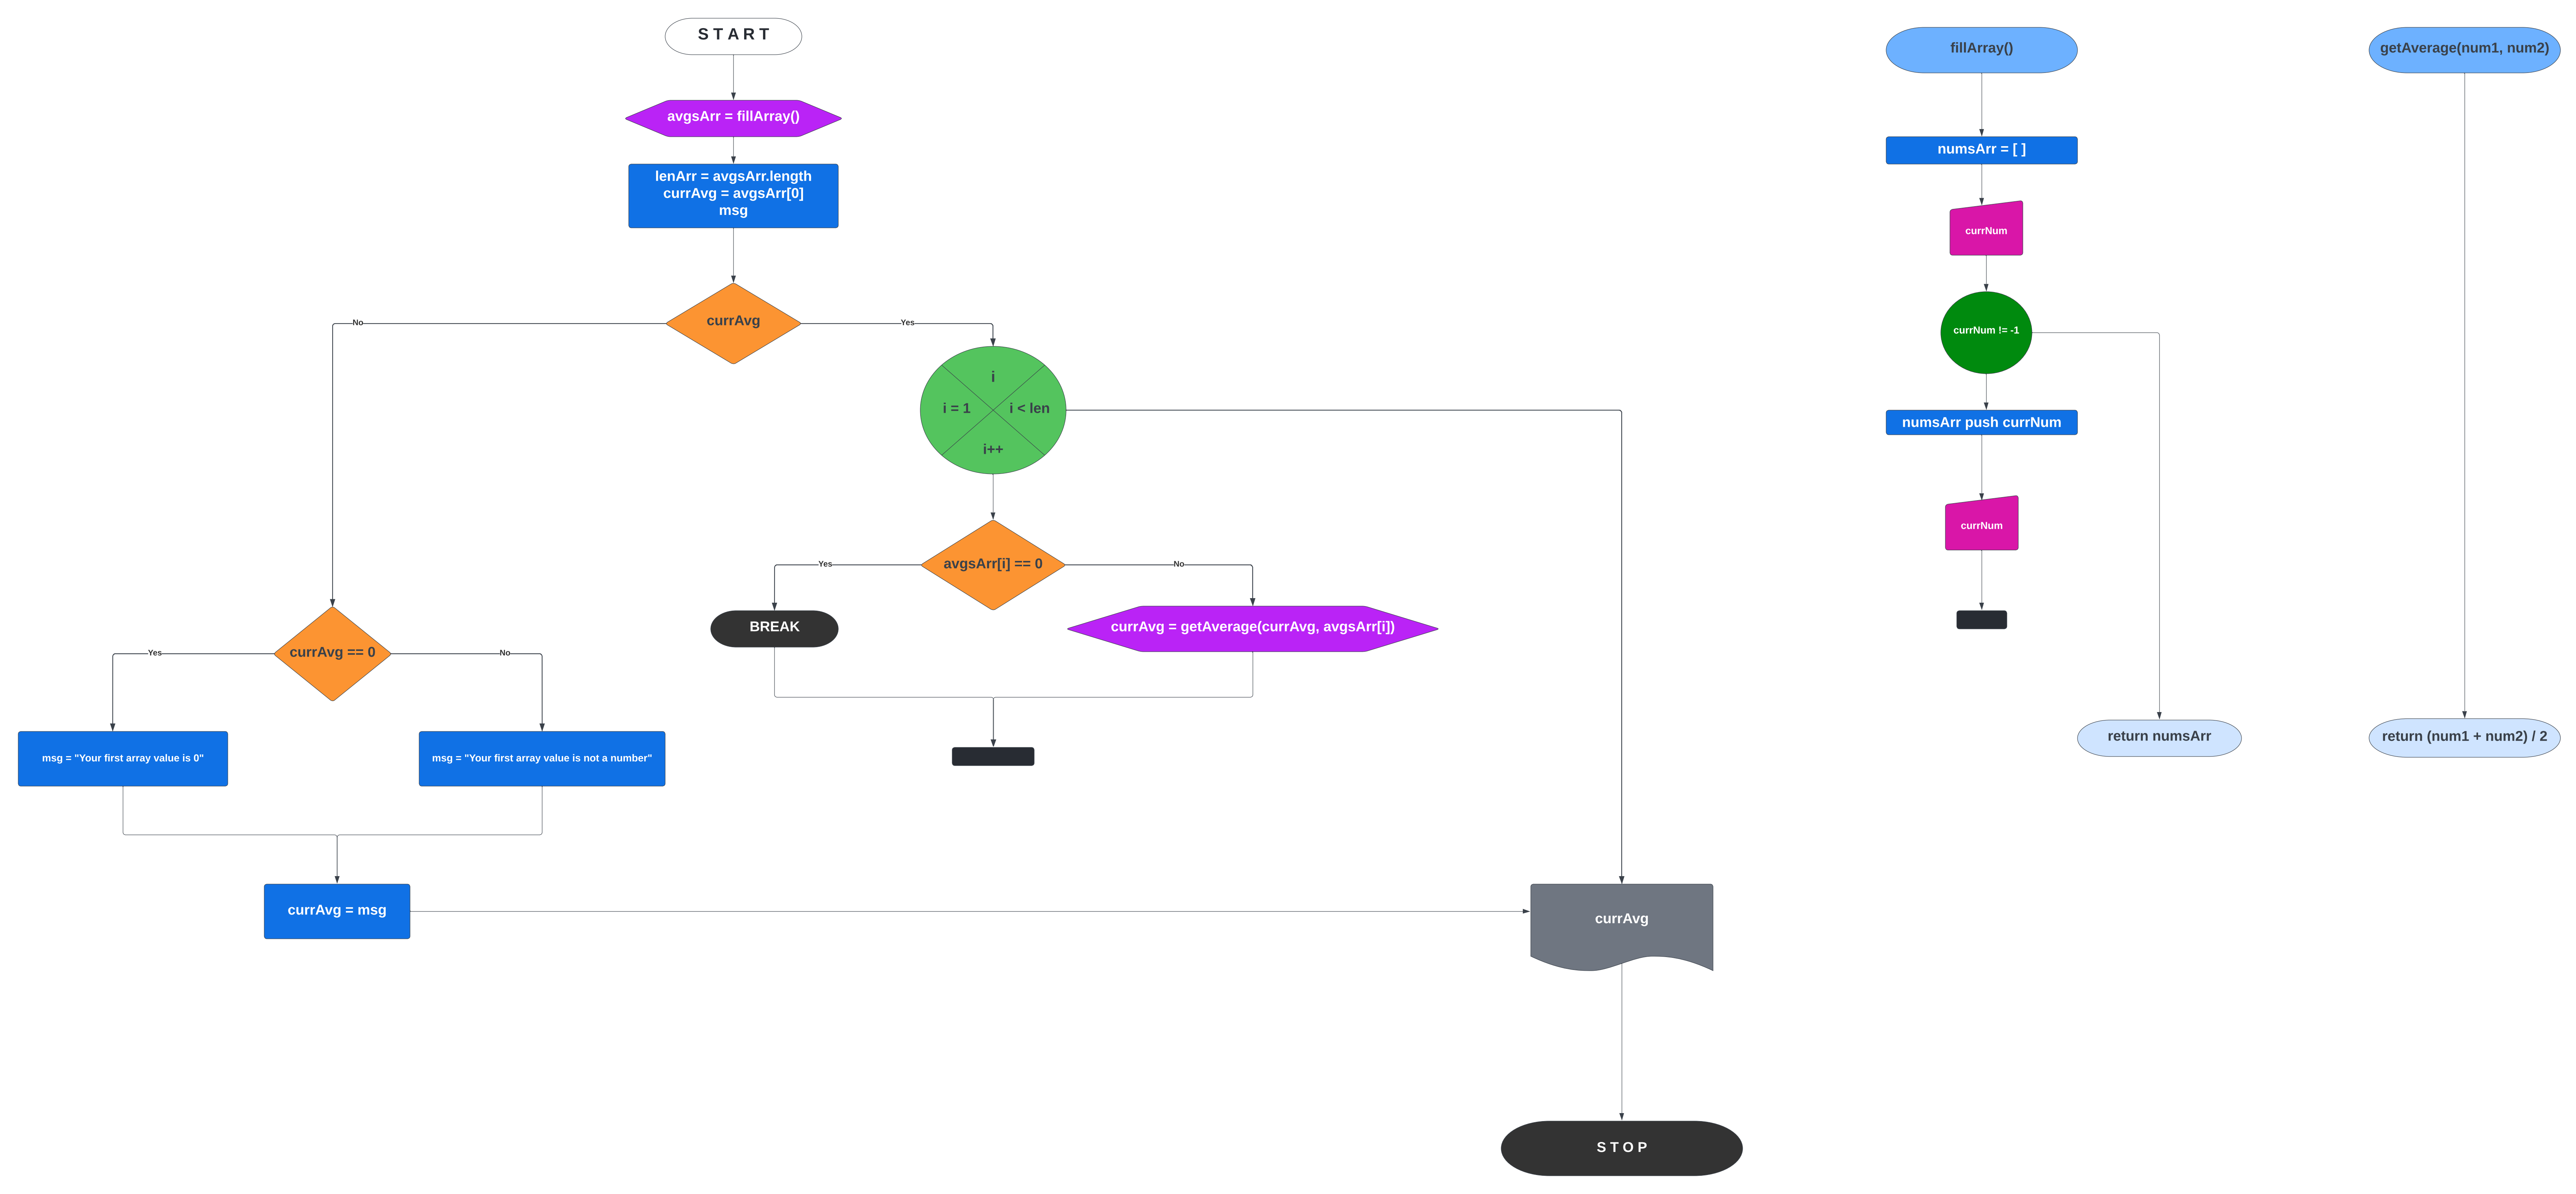 S T A R T
avgsArr = fillArray()
lenArr = avgsArr.length
currAvg = avgsArr[0]
msg
currAvg
No
Yes
i
i = 1
i < len
i++
avgsArr[i] == 0
Yes
No
BREAK
currAvg = getAverage(currAvg, avgsArr[i])
currAvg == 0
Yes
No
msg = "Your first array value is 0"
msg = "Your first array value is not a number"
currAvg = msg
currAvg
S T O P
fillArray()
numsArr = [ ]
currNum
currNum != -1
numsArr push currNum
currNum
return numsArr
getAverage(num1, num2)
return (num1 + num2) / 2